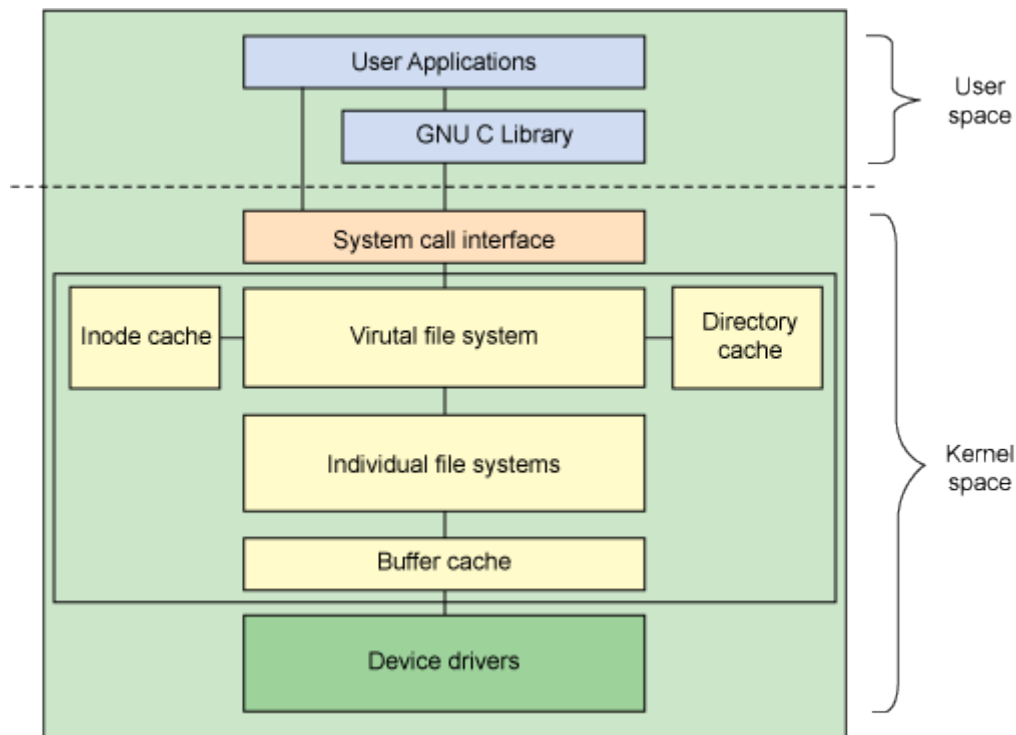 User Applications
User
space
GNU C Library
System call interface
Inode cache
Virutal file system
Directory
cache
Individual file systems
Kernel
space
Buffer cache
Device drivers